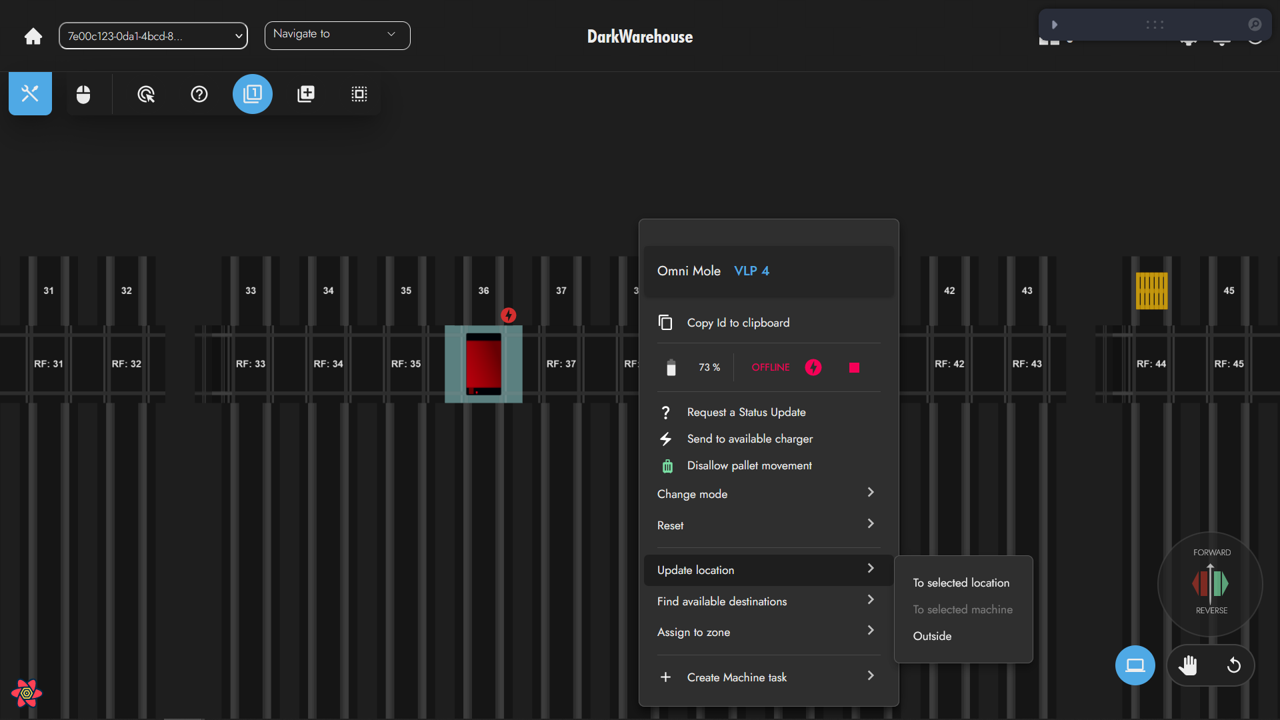 7e00c123-0da1-4bcd-8...
Navigate to
DarkWarehouse
1
31
32
33
34
35
36
37
42
43
45
RF: 31
RF: 32
RF: 33
RF: 34
RF: 35
RF: 37
RF:
RF: 42
RF: 43
RF: 44
RF: 45
Omni Mole VLP 4
Copy Id to clipboard
73 %
OFFLINE
Request a Status Update
Send to available charger
Disallow pallet movement
Change mode
Reset
Update location
Find available destinations
Assign to zone
Create Machine task
To selected location
To selected machine
Outside
FORWARD
REVERSE